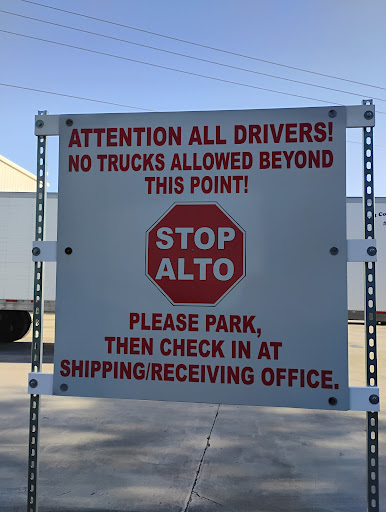 ATTENTION ALL DRIVERS!
NO TRUCKS ALLOWED BEYOND
THIS POINT!
STOP
ALTO
PLEASE PARK,
THEN CHECK IN AT
SHIPPING/RECEIVING OFFICE.